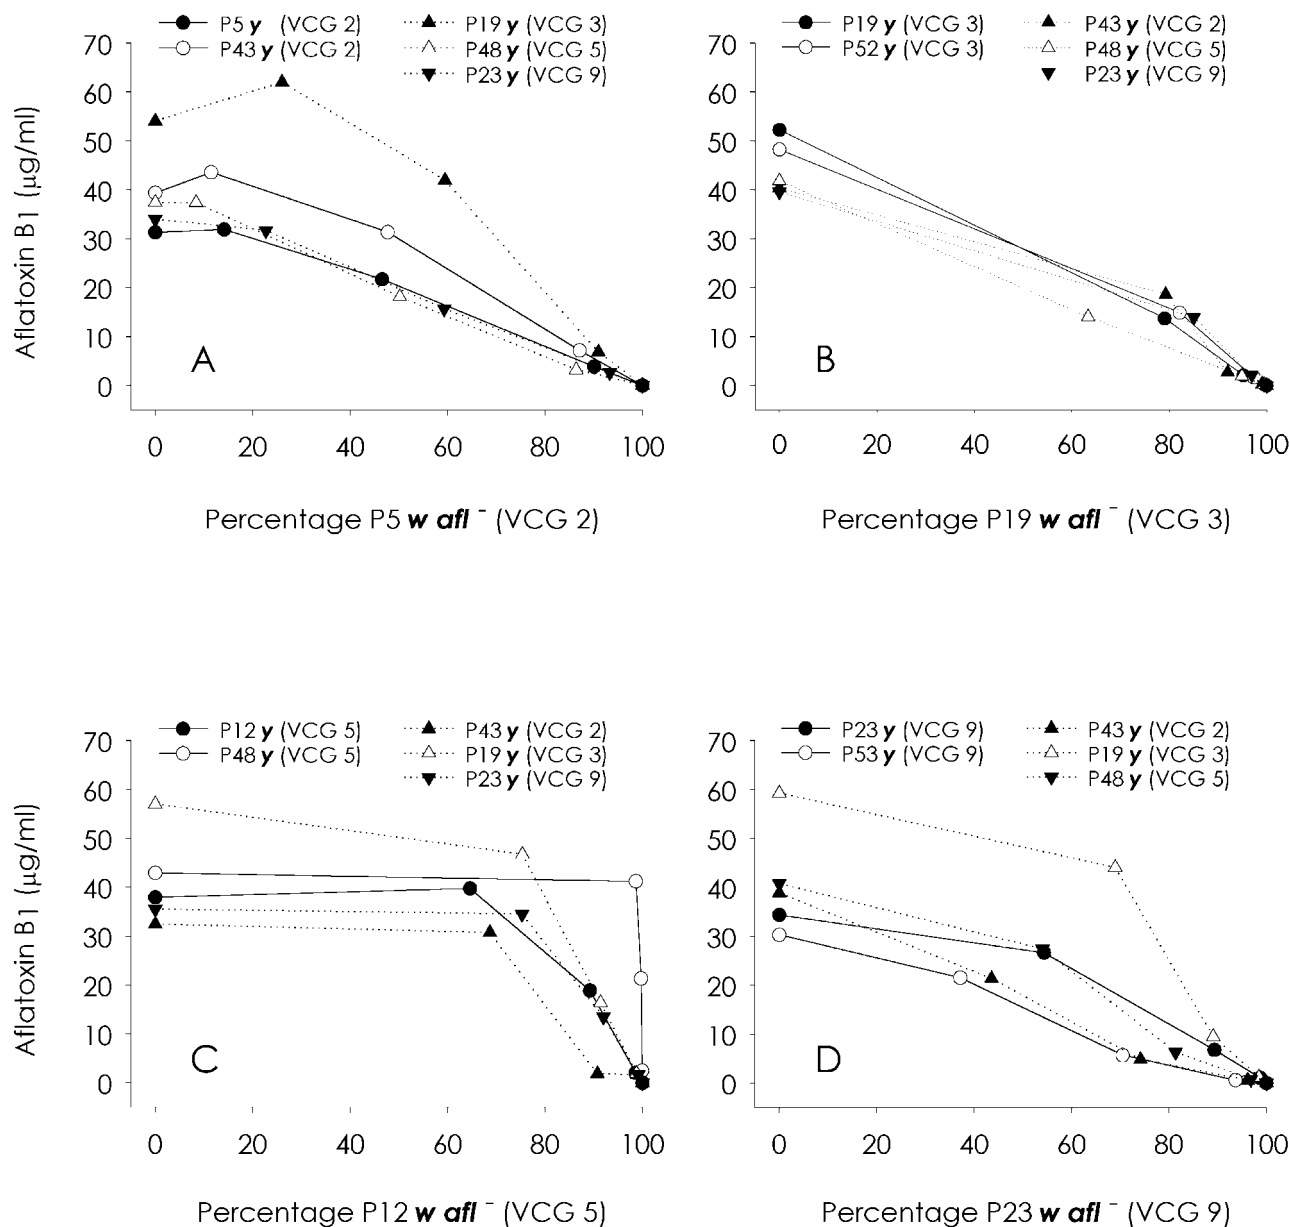 P5 y (VCG 2)
P43 y (VCG 2)
P19 y (VCG 3)
P48 y (VCG 5)
P23 y (VCG 9)
70
60
50
40
30
20
10
0
Aflatoxin B1 (µg/ml)
A
0 20 40 60 80 100
Percentage P5 w afl - (VCG 2)
P19 y (VCG 3)
P52 y (VCG 3)
P43 y (VCG 2)
P48 y (VCG 5)
P23 y (VCG 9)
70
60
50
40
30
20
10
0
B
0 20 40 60 80 100
Percentage P19 w afl - (VCG 3)
P12 y (VCG 5)
P48 y (VCG 5)
P43 y (VCG 2)
P19 y (VCG 3)
P23 y (VCG 9)
70
60
50
40
30
20
10
0
Aflatoxin B1 (µg/ml)
C
0 20 40 60 80 100
Percentage P12 w afl - (VCG 5)
P23 y (VCG 9)
P53 y (VCG 9)
P43 y (VCG 2)
P19 y (VCG 3)
P48 y (VCG 5)
70
60
50
40
30
20
10
0
D
0 20 40 60 80 100
Percentage P23 w afl - (VCG 9)